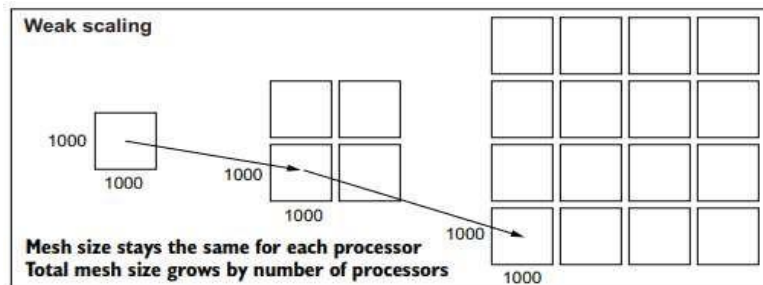 Weak scaling
1000
1000
1000
1000
1000
1000
Mesh size stays the same for each processor
Total mesh size grows by number of processors